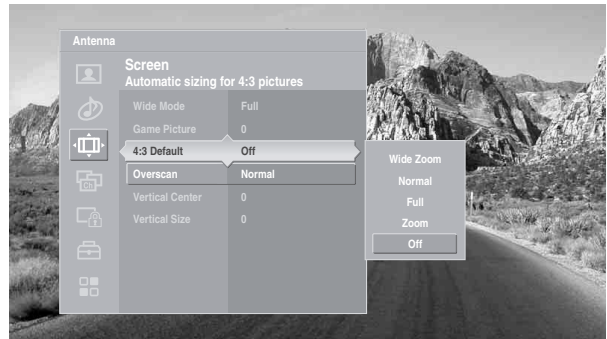 Antenna
Screen
Automatic sizing for 4:3 pictures
Wide Mode Full
Game Picture 0
4:3 Default Off
Overscan Normal
Vertical Center 0
Vertical Size 0
Wide Zoom
Normal
Full
Zoom
Off
Ch